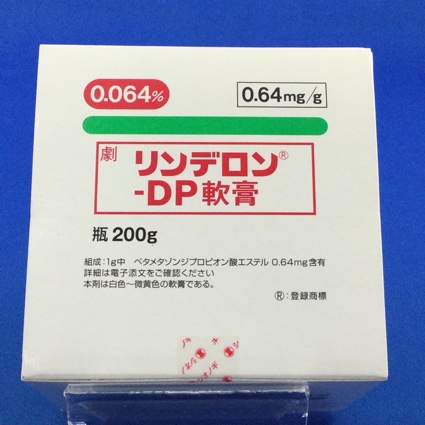 0.064%
0.64mg/g
劇
リンデロン®
-DP軟膏
瓶 200g
組成:1g中 ベタメタゾンジプロピオン酸エステル 0.64mg含有
詳細は電子添文をご確認ください
本剤は白色〜微黄色の軟膏である。
®:登録商標